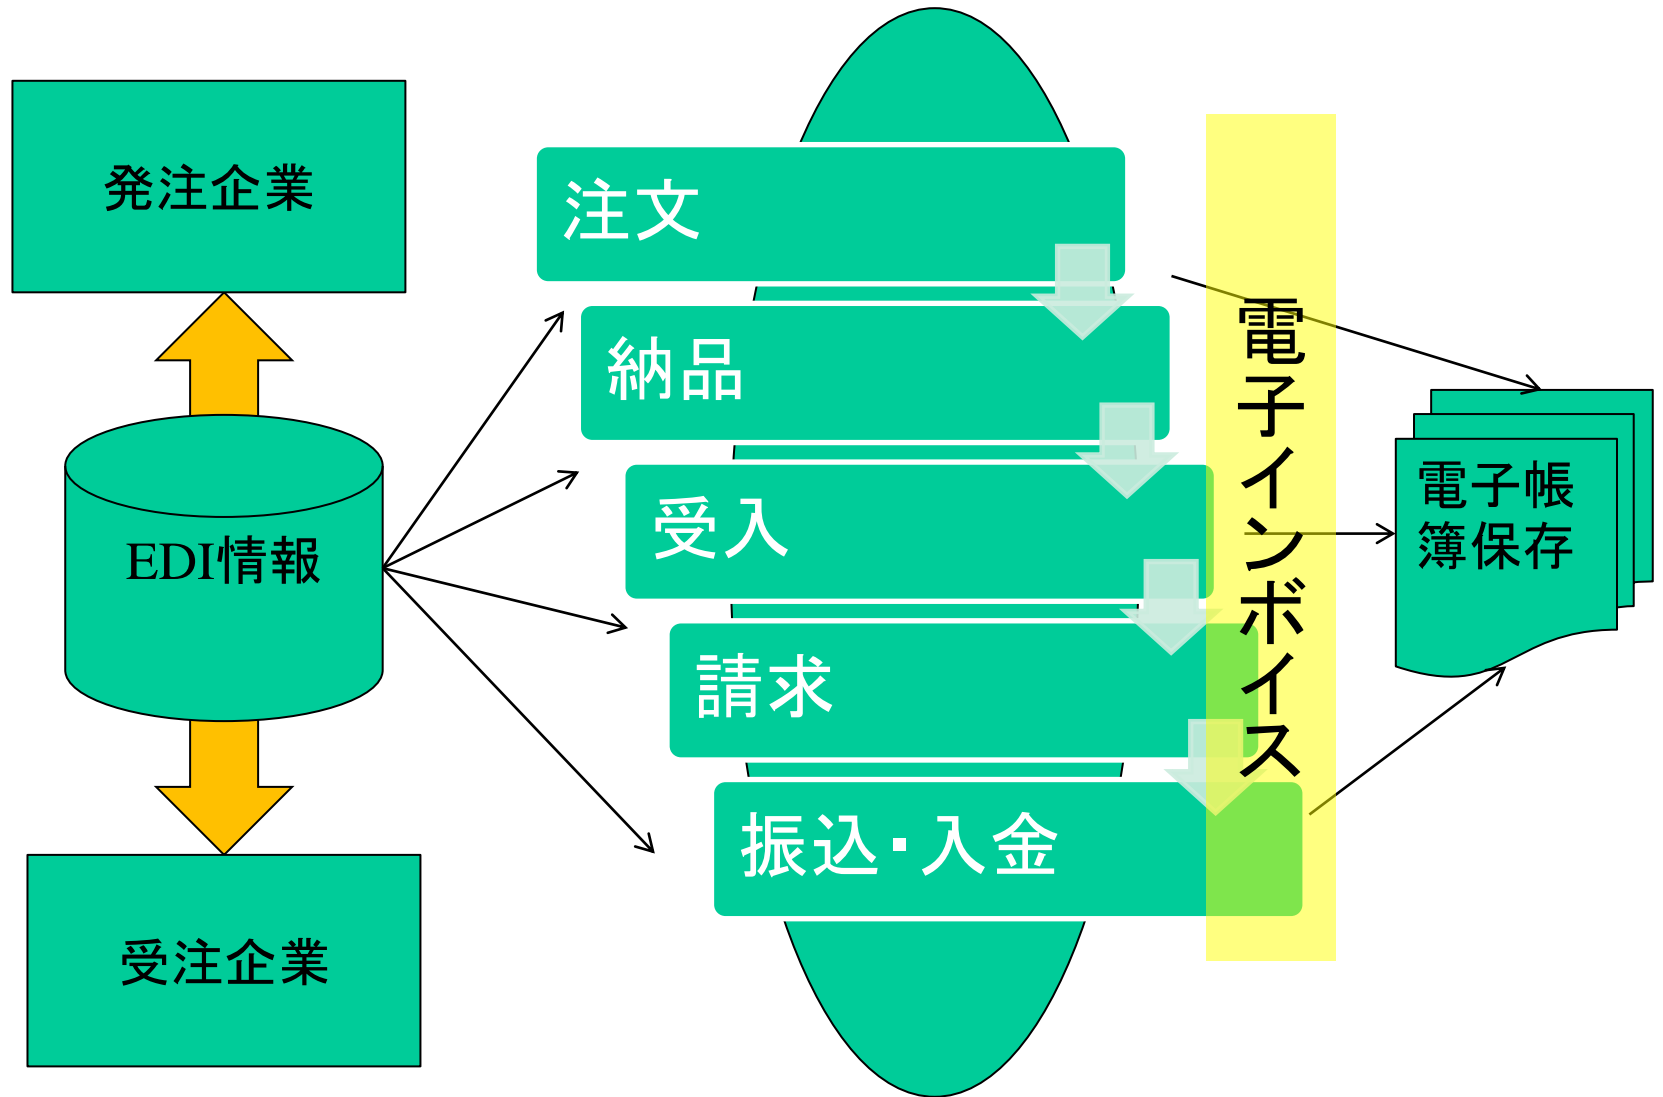 発注企業
EDI情報
受注企業
注文
納品
受入
請求
振込・入金
電子インボイス
電子帳
簿保存